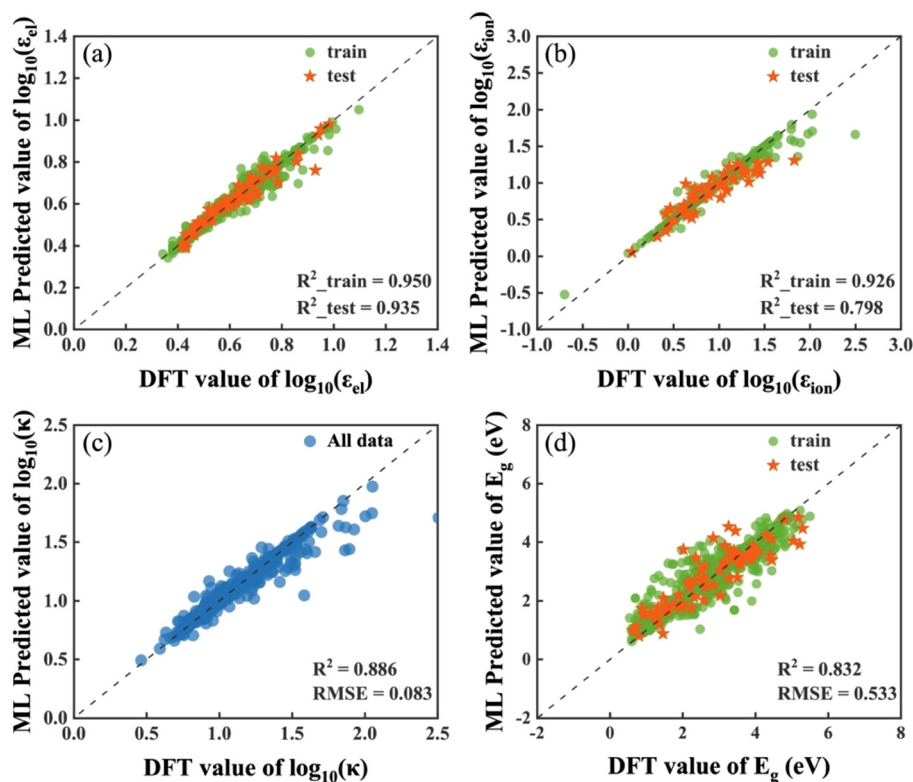 (a)
train
test
ML Predicted value of log₁₀(ε_el)
1.4
1.2
1.0
0.8
0.6
0.4
0.2
0.0
R²_train = 0.950
R²_test = 0.935
0.0 0.2 0.4 0.6 0.8 1.0 1.2 1.4
DFT value of log₁₀(ε_el)
(b)
train
test
ML Predicted value of log₁₀(ε_ion)
3.0
2.5
2.0
1.5
1.0
0.5
0.0
-0.5
-1.0
R²_train = 0.926
R²_test = 0.798
-1.0 -0.5 0.0 0.5 1.0 1.5 2.0 2.5 3.0
DFT value of log₁₀(ε_ion)
(c)
All data
ML Predicted value of log₁₀(κ)
2.5
2.0
1.5
1.0
0.5
0.0
R² = 0.886
RMSE = 0.083
0.0 0.5 1.0 1.5 2.0 2.5
DFT value of log₁₀(κ)
(d)
train
test
ML Predicted value of E_g (eV)
8
6
4
2
0
-2
R² = 0.832
RMSE = 0.533
-2 0 2 4 6 8
DFT value of E_g (eV)